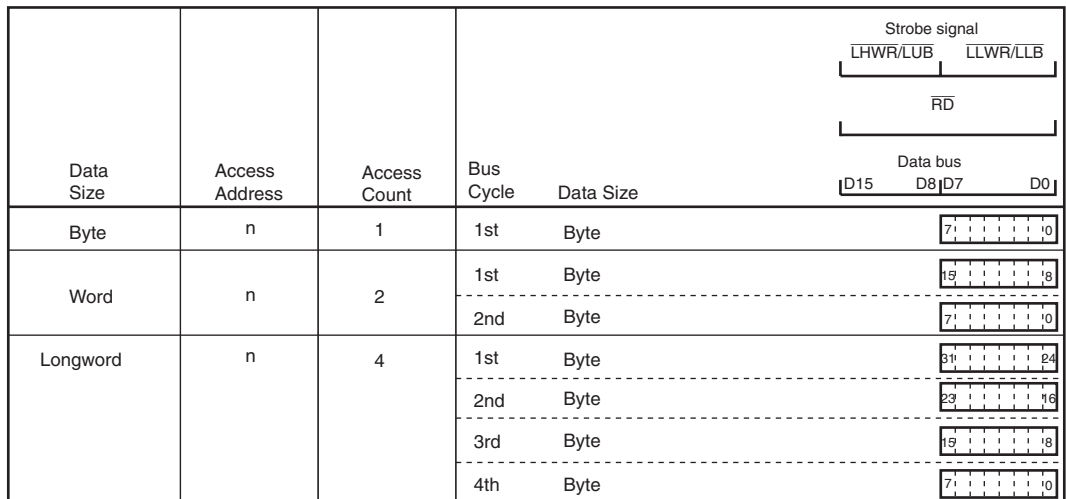 Strobe signal
LHWR/LUB LLWR/LLB
RD
Data Size
Access Address
Access Count
Bus Cycle
Data Size
Data bus
D15 D8 D7 D0
Byte n 1 1st Byte 7 0
Word n 2 1st Byte 15 8
2nd Byte 7 0
Longword n 4 1st Byte 31 24
2nd Byte 23 16
3rd Byte 15 8
4th Byte 7 0